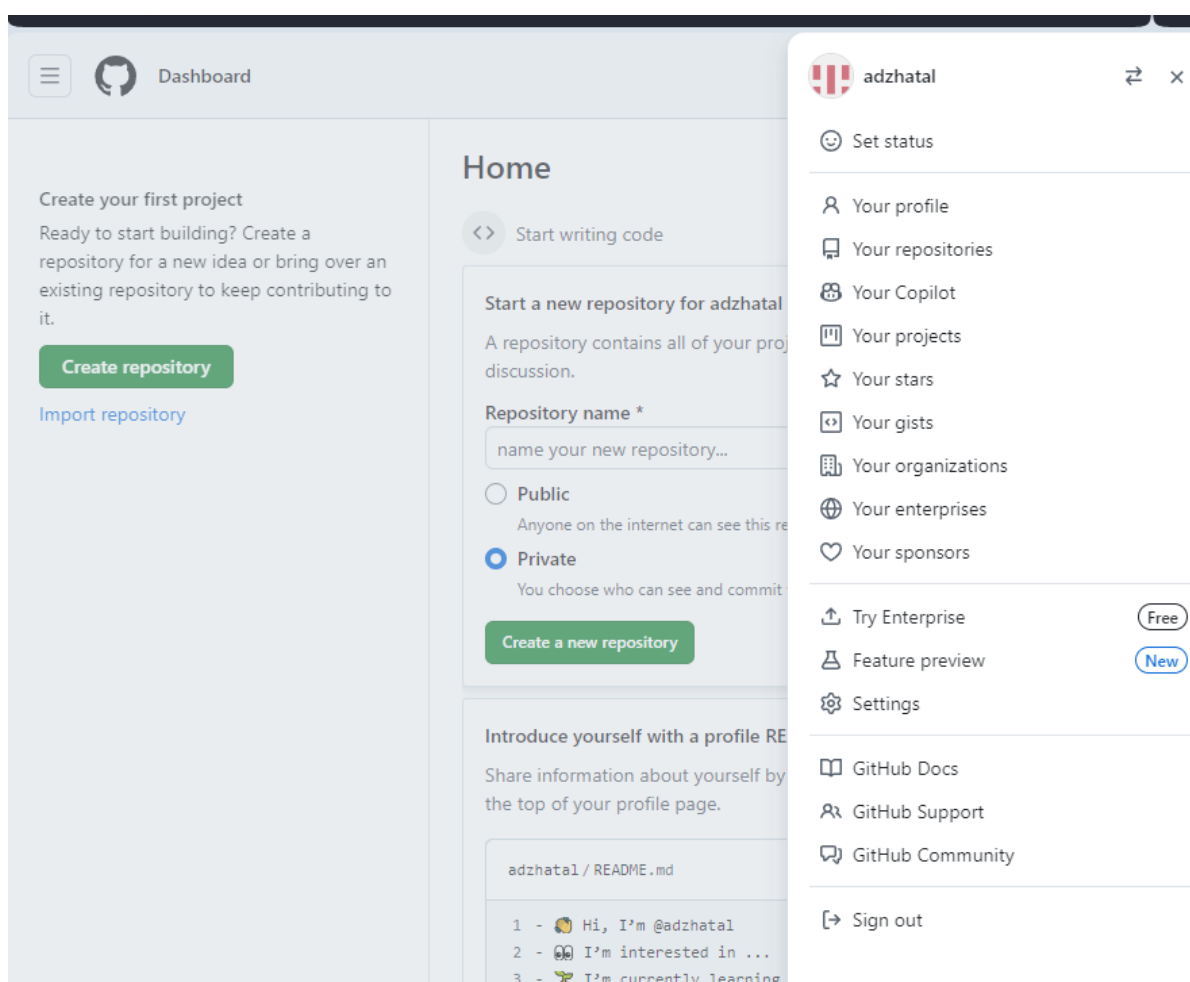 Dashboard
Create your first project
Ready to start building? Create a
repository for a new idea or bring over an
existing repository to keep contributing to
it.
Create repository
Import repository
Home
Start writing code
Start a new repository for adzhatal
A repository contains all of your
discussion.
Repository name *
name your new repository...
Public
Anyone on the internet can see this
Private
You choose who can see and commit
Create a new repository
Introduce yourself with a profile
Share information about yourself by
the top of your profile page.
adzhatal / README.md
1 - 👋 Hi, I'm @adzhatal
2 - 👀 I'm interested in ...
3 - 🌱 I'm currently learning
adzhatal
Set status
Your profile
Your repositories
Your Copilot
Your projects
Your stars
Your gists
Your organizations
Your enterprises
Your sponsors
Try Enterprise Free
Feature preview New
Settings
GitHub Docs
GitHub Support
GitHub Community
Sign out